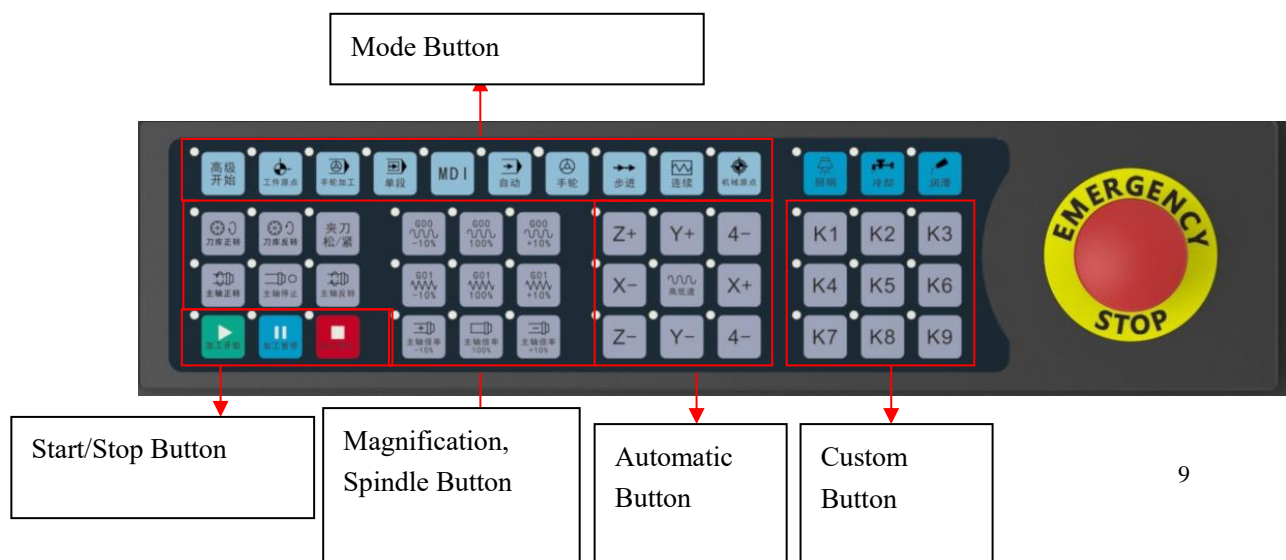 Mode Button
高级
开始
工件原点
手轮加工
单段
MDI
自动
手轮
步进
连续
机械原点
照明
冷却
润滑
刀库正转
刀库反转
夹刀
松/紧
G00
-10%
G00
100%
G00
+10%
Z+
Y+
4-
K1
K2
K3
主轴正转
主轴停止
主轴反转
G01
-10%
G01
100%
G01
+10%
X-
高低速
X+
K4
K5
K6
加工开始
加工暂停
主轴倍率
-10%
主轴倍率
100%
主轴倍率
+10%
Z-
Y-
4-
K7
K8
K9
EMERGENCY
STOP
Start/Stop Button
Magnification,
Spindle Button
Automatic
Button
Custom
Button
9